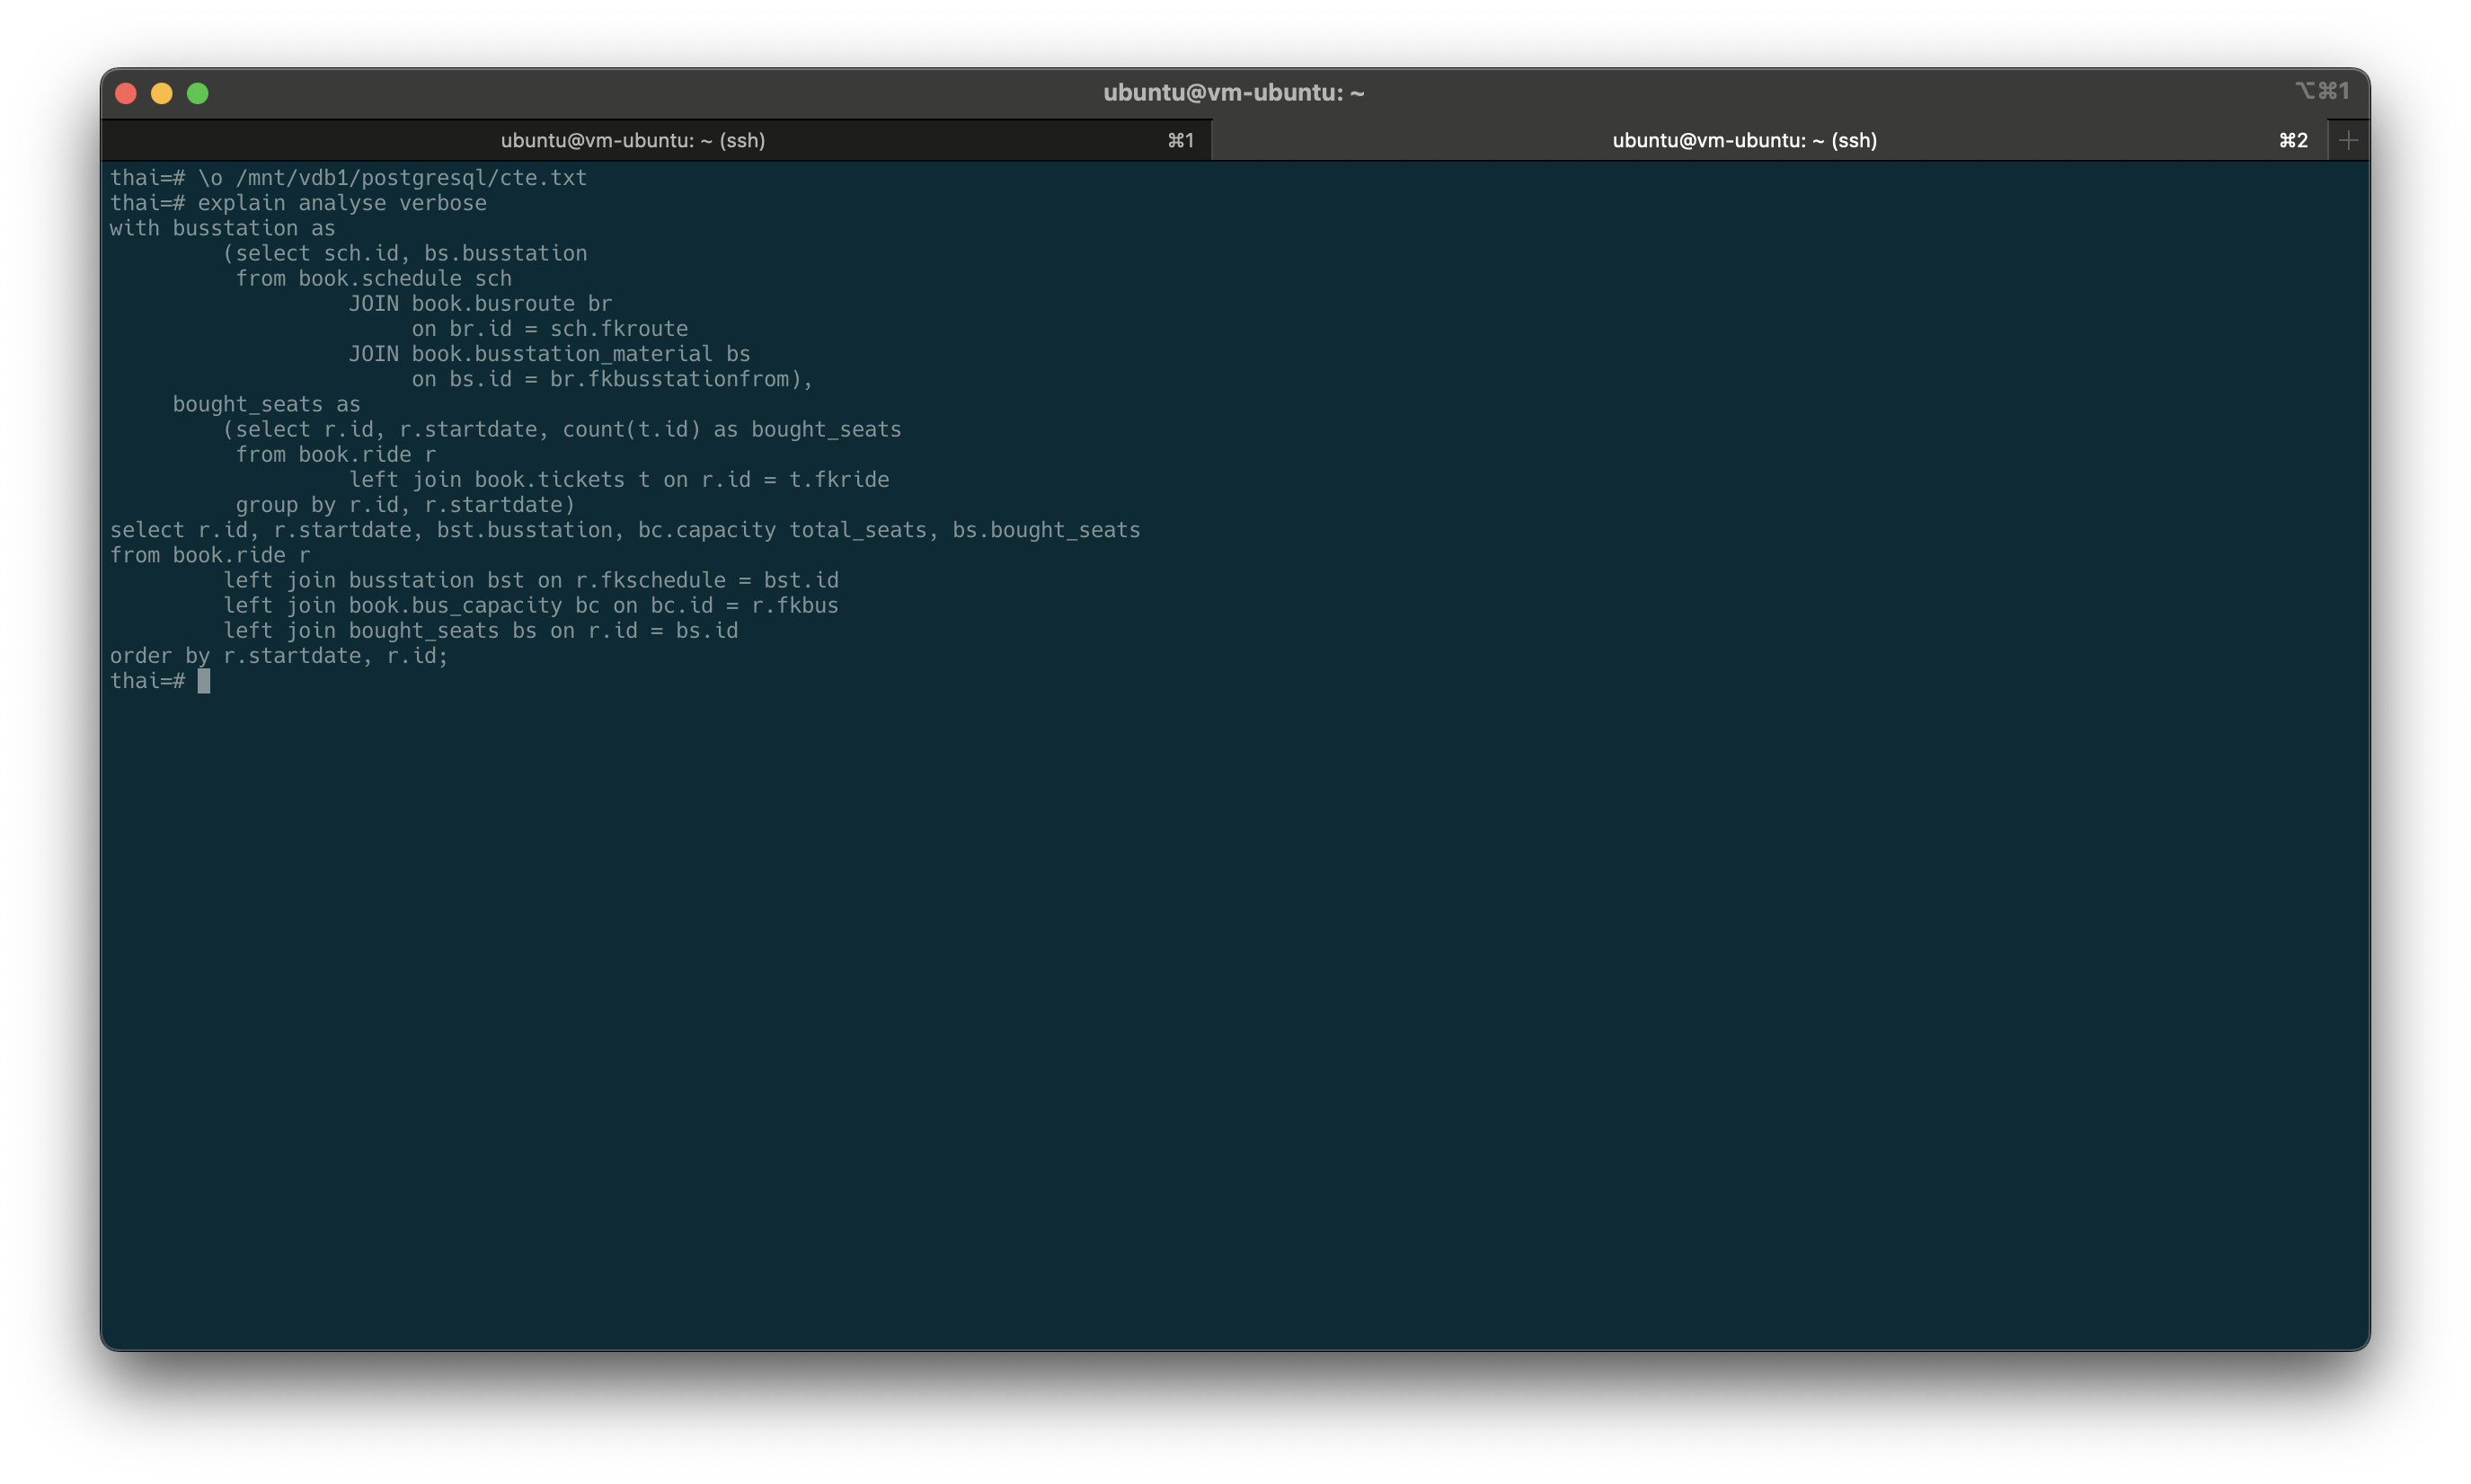 ubuntu@vm-ubuntu: ~
⌥⌘1
ubuntu@vm-ubuntu: ~ (ssh)
⌘1
ubuntu@vm-ubuntu: ~ (ssh)
⌘2
thai=# \o /mnt/vdb1/postgresql/cte.txt
thai=# explain analyse verbose
with busstation as
         (select sch.id, bs.busstation
          from book.schedule sch
                   JOIN book.busroute br
                        on br.id = sch.fkroute
                   JOIN book.busstation_material bs
                        on bs.id = br.fkbusstationfrom),
     bought_seats as
         (select r.id, r.startdate, count(t.id) as bought_seats
          from book.ride r
                   left join book.tickets t on r.id = t.fkride
          group by r.id, r.startdate)
select r.id, r.startdate, bst.busstation, bc.capacity total_seats, bs.bought_seats
from book.ride r
         left join busstation bst on r.fkschedule = bst.id
         left join book.bus_capacity bc on bc.id = r.fkbus
         left join bought_seats bs on r.id = bs.id
order by r.startdate, r.id;
thai=#